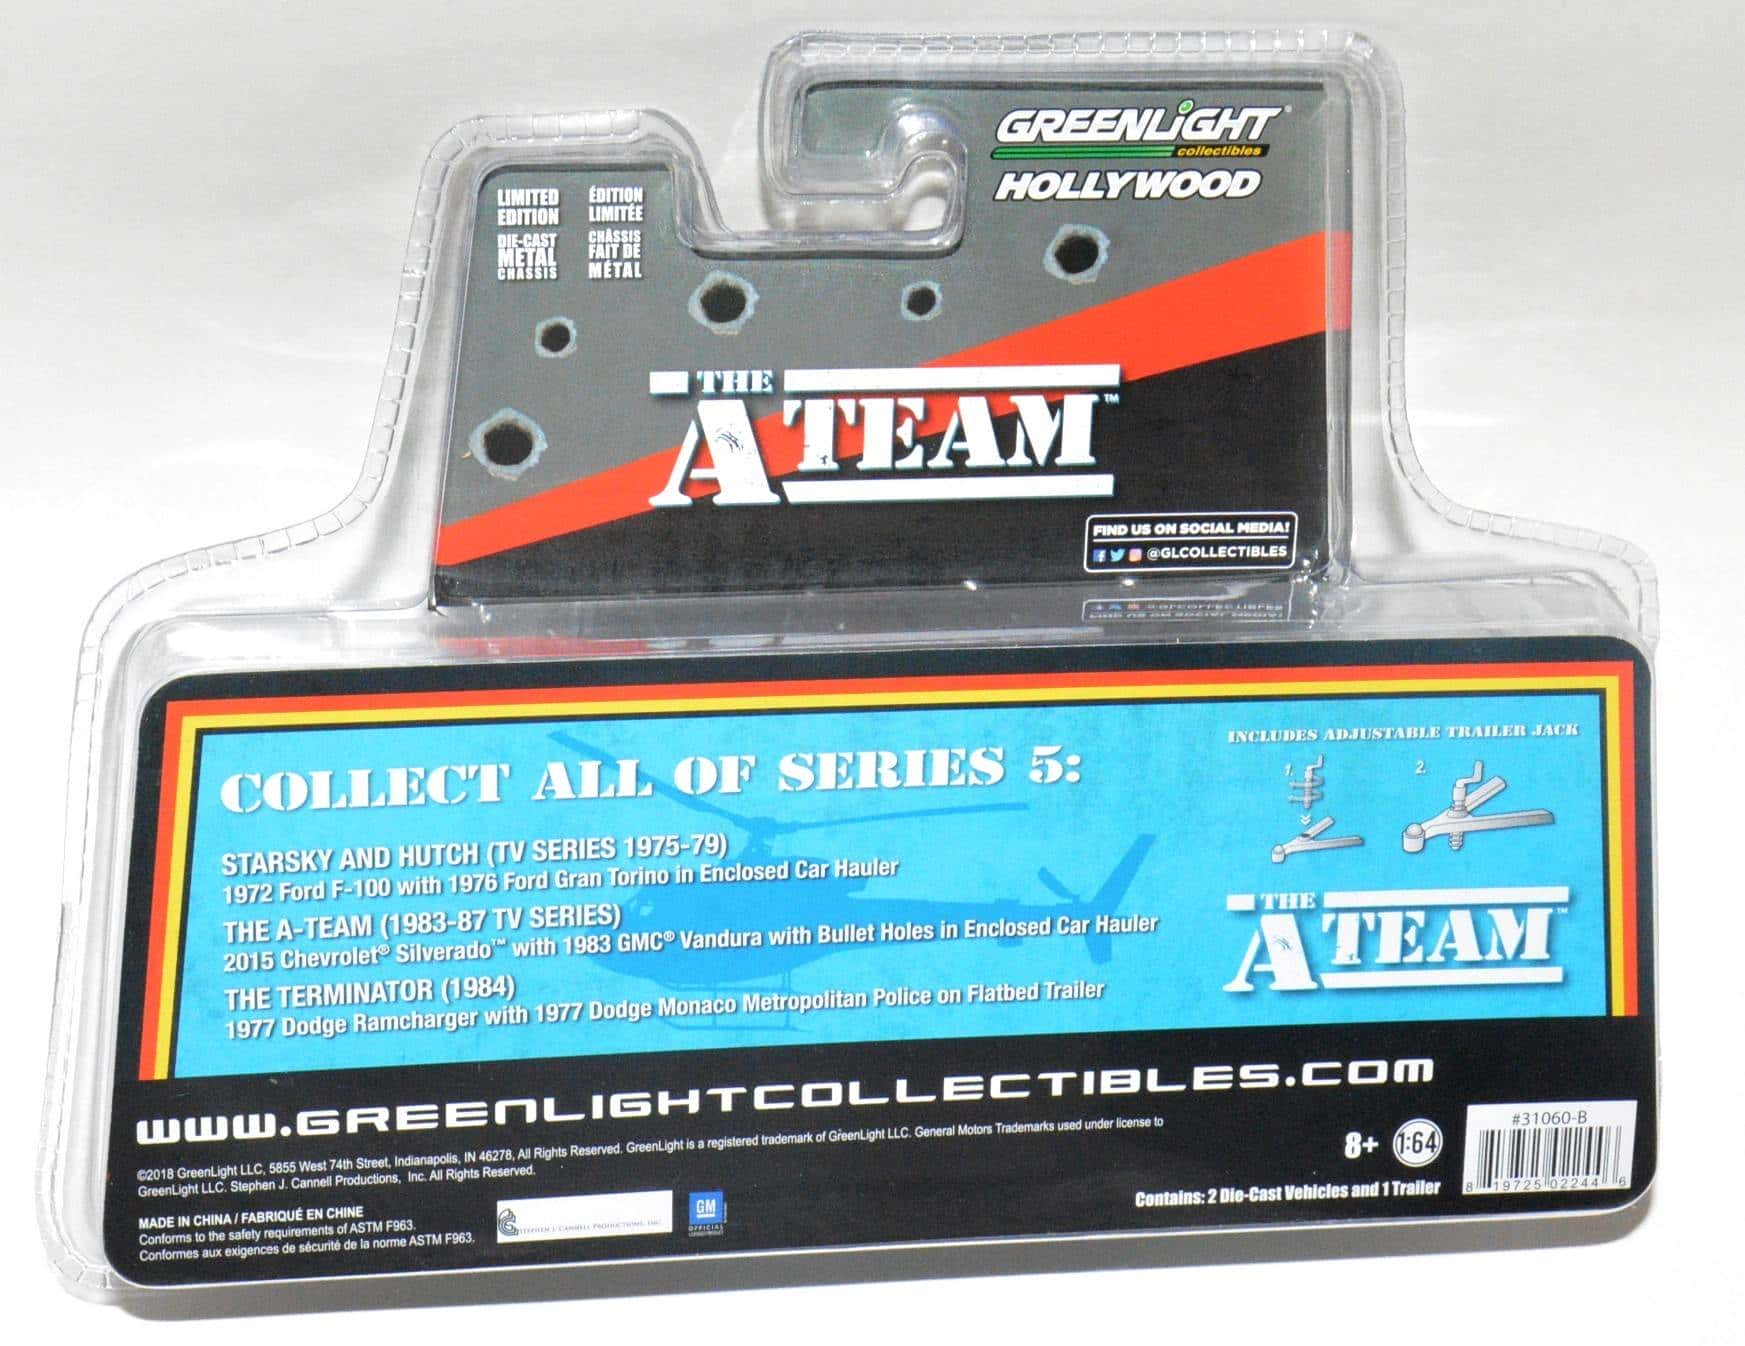 GREENLiGHT®
collectibles
HOLLYWOOD
LIMITED
EDITION
ÉDITION
LIMITÉE
DIE-CAST
METAL
CHASSIS
CHÂSSIS
FAIT DE
MÉTAL
THE
A TEAM™
FIND US ON SOCIAL MEDIA!
@GLCOLLECTIBLES
COLLECT ALL OF SERIES 5:
STARSKY AND HUTCH (TV SERIES 1975-79)
1972 Ford F-100 with 1976 Ford Gran Torino in Enclosed Car Hauler
THE A-TEAM (1983-87 TV SERIES)
2015 Chevrolet® Silverado™ with 1983 GMC® Vandura with Bullet Holes in Enclosed Car Hauler
THE TERMINATOR (1984)
1977 Dodge Ramcharger with 1977 Dodge Monaco Metropolitan Police on Flatbed Trailer
INCLUDES ADJUSTABLE TRAILER JACK
1.
2.
THE
A TEAM™
www.GREENLIGHTCOLLECTIBLES.COM
©2018 GreenLight LLC, 5855 West 74th Street, Indianapolis, IN 46278, All Rights Reserved. GreenLight is a registered trademark of GreenLight LLC. General Motors Trademarks used under license to
GreenLight LLC. Stephen J. Cannell Productions, Inc. All Rights Reserved.
MADE IN CHINA / FABRIQUÉ EN CHINE
Conforms to the safety requirements of ASTM F963.
Conformes aux exigences de sécurité de la norme ASTM F963.
STEPHEN J. CANNELL PRODUCTIONS, INC.
GM
OFFICIAL
8+
1:64
Contains: 2 Die-Cast Vehicles and 1 Trailer
#31060-B
8 19725 02244 6